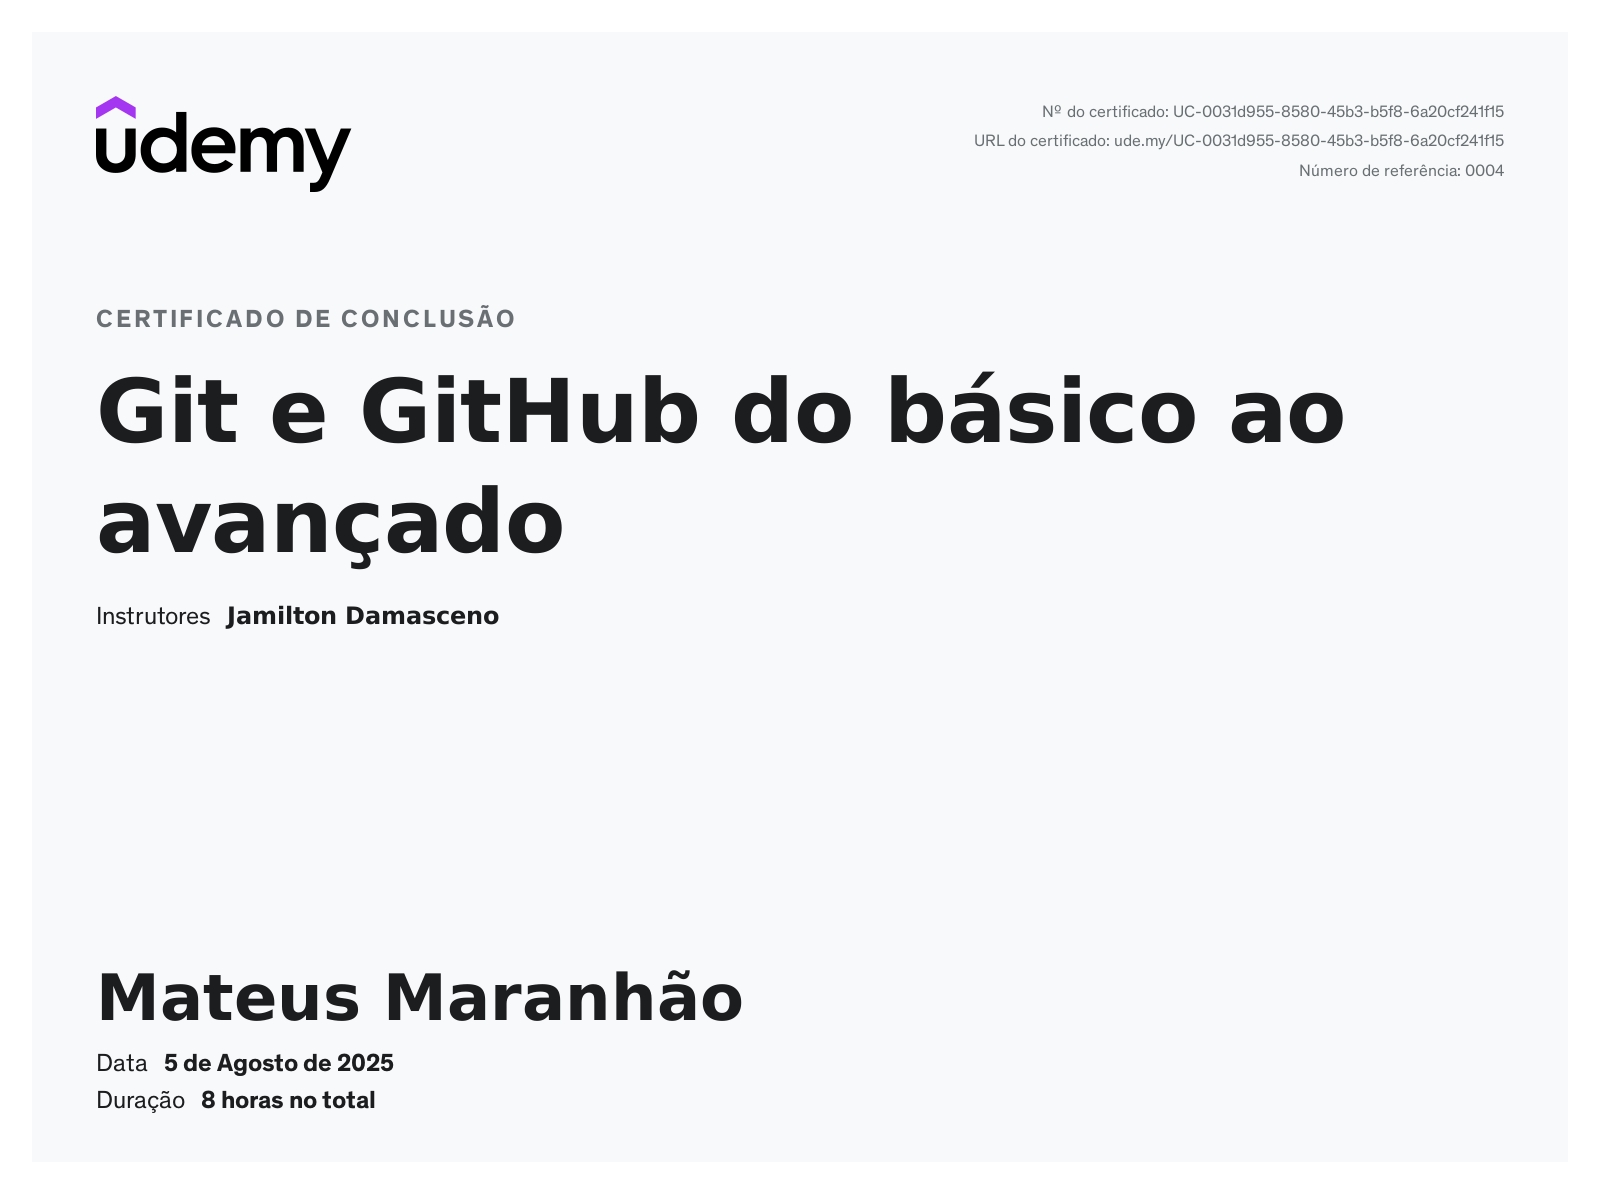 udemy
Nº do certificado: UC-0031d955-8580-45b3-b5f8-6a20cf241f15
URL do certificado: ude.my/UC-0031d955-8580-45b3-b5f8-6a20cf241f15
Número de referência: 0004
CERTIFICADO DE CONCLUSÃO
Git e GitHub do básico ao
avançado
Instrutores Jamilton Damasceno
Mateus Maranhão
Data 5 de Agosto de 2025
Duração 8 horas no total